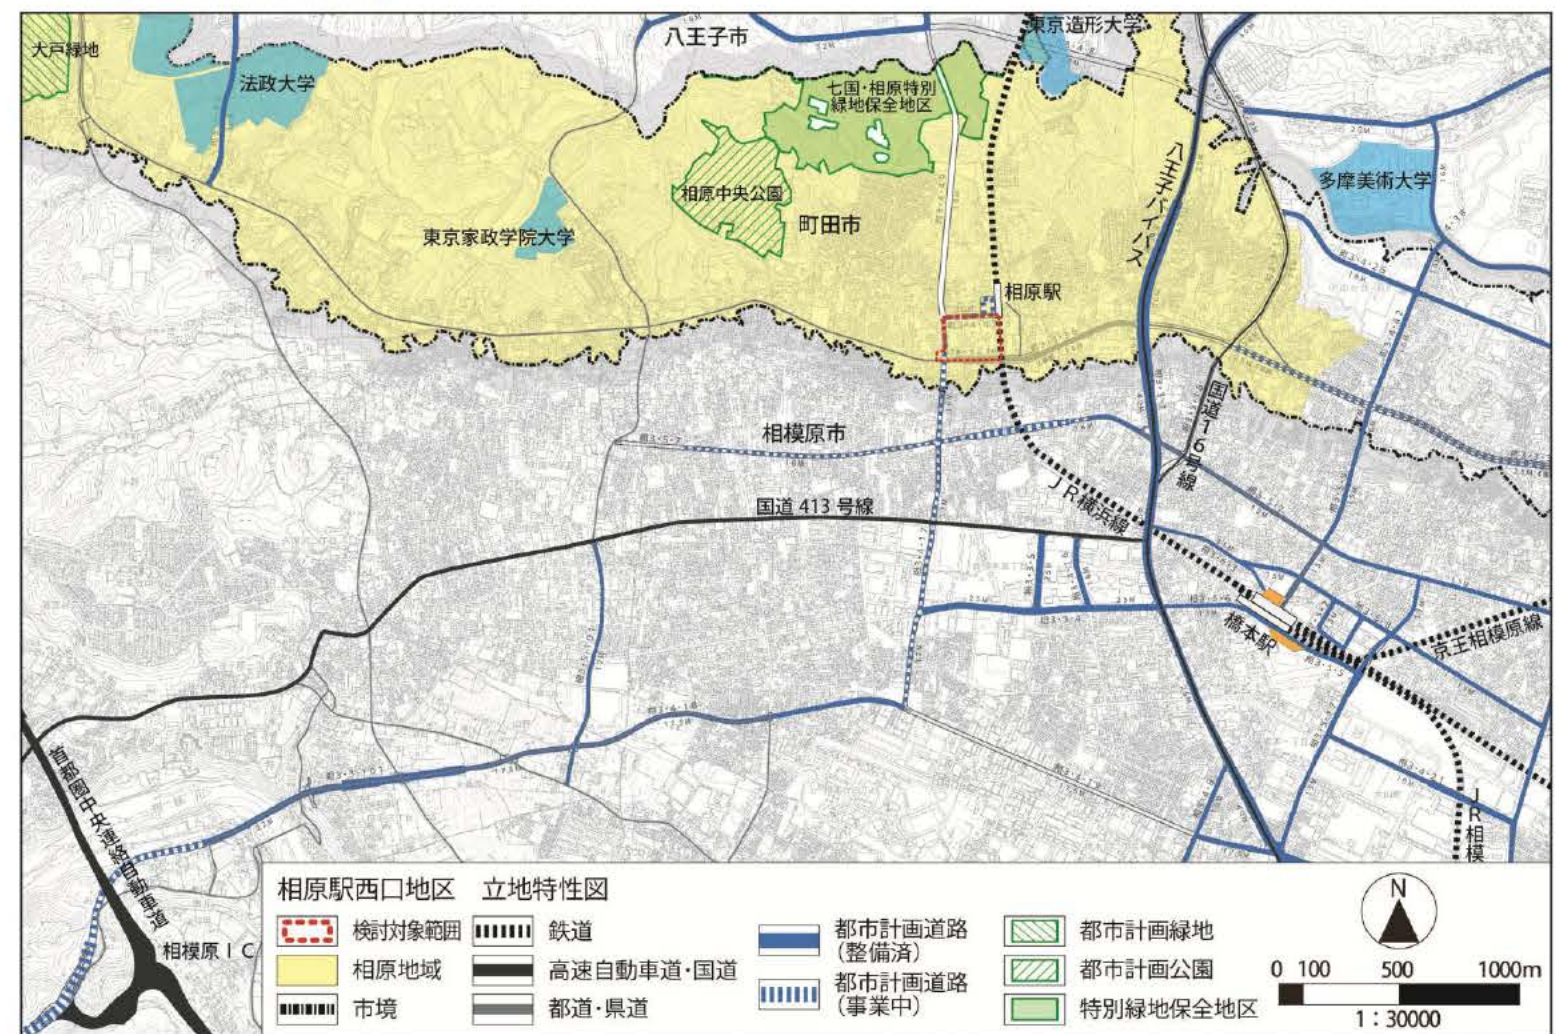 八王子市
東京造形大学
犬戸緑地
法政大学
七国・相原特別
緑地保全地区
八王子バイパス
多摩美術大学
相原中央公園
町田市
東京家政学院大学
相原駅
国道16号線
相模原市
JR横浜線
国道413号線
橋本駅
京王相模原線
JR相模
首都圏中央連絡自動車道
相模原IC
相原駅西口地区 立地特性図
検討対象範囲
相原地域
市境
鉄道
高速自動車道・国道
都道・県道
都市計画道路
(整備済)
都市計画道路
(事業中)
都市計画緑地
都市計画公園
特別緑地保全地区
N
0 100 500 1000m
1:30000